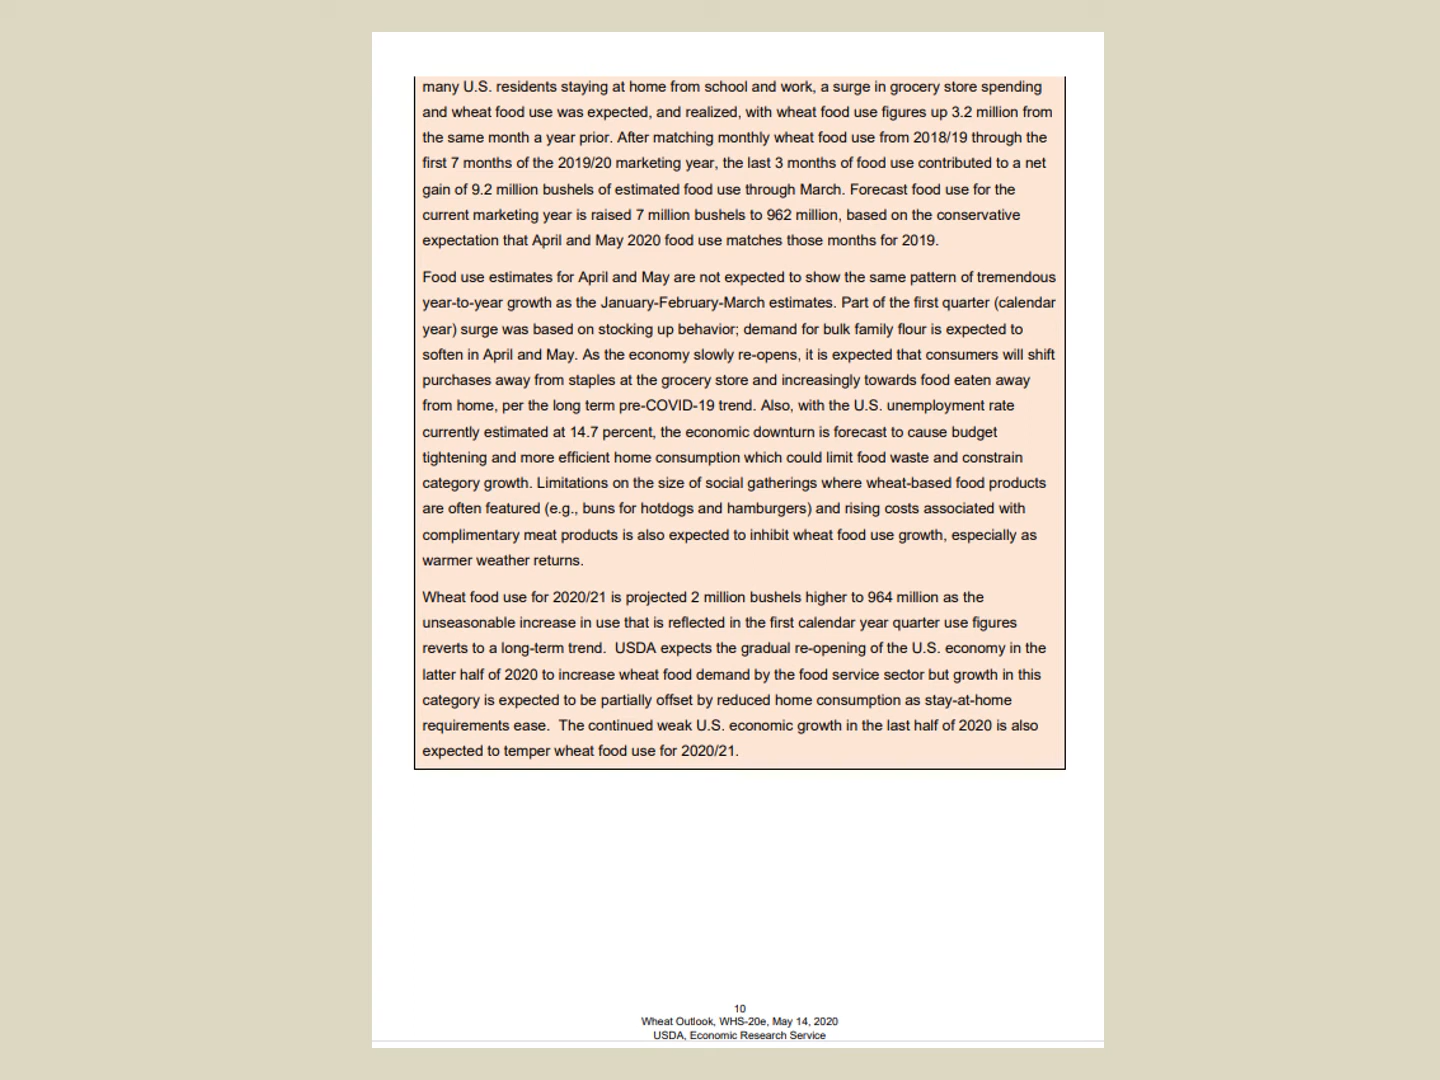 many U.S. residents staying at home from school and work, a surge in grocery store spending
and wheat food use was expected, and realized, with wheat food use figures up 3.2 million from
the same month a year prior. After matching monthly wheat food use from 2018/19 through the
first 7 months of the 2019/20 marketing year, the last 3 months of food use contributed to a net
gain of 9.2 million bushels of estimated food use through March. Forecast food use for the
current marketing year is raised 7 million bushels to 962 million, based on the conservative
expectation that April and May 2020 food use matches those months for 2019.
Food use estimates for April and May are not expected to show the same pattern of tremendous
year-to-year growth as the January-February-March estimates. Part of the first quarter (calendar
year) surge was based on stocking up behavior; demand for bulk family flour is expected to
soften in April and May. As the economy slowly re-opens, it is expected that consumers will shift
purchases away from staples at the grocery store and increasingly towards food eaten away
from home, per the long term pre-COVID-19 trend. Also, with the U.S. unemployment rate
currently estimated at 14.7 percent, the economic downturn is forecast to cause budget
tightening and more efficient home consumption which could limit food waste and constrain
category growth. Limitations on the size of social gatherings where wheat-based food products
are often featured (e.g., buns for hotdogs and hamburgers) and rising costs associated with
complimentary meat products is also expected to inhibit wheat food use growth, especially as
warmer weather returns.
Wheat food use for 2020/21 is projected 2 million bushels higher to 964 million as the
unseasonable increase in use that is reflected in the first calendar year quarter use figures
reverts to a long-term trend.  USDA expects the gradual re-opening of the U.S. economy in the
latter half of 2020 to increase wheat food demand by the food service sector but growth in this
category is expected to be partially offset by reduced home consumption as stay-at-home
requirements ease.  The continued weak U.S. economic growth in the last half of 2020 is also
expected to temper wheat food use for 2020/21.
10
Wheat Outlook, WHS-20e, May 14, 2020
USDA, Economic Research Service